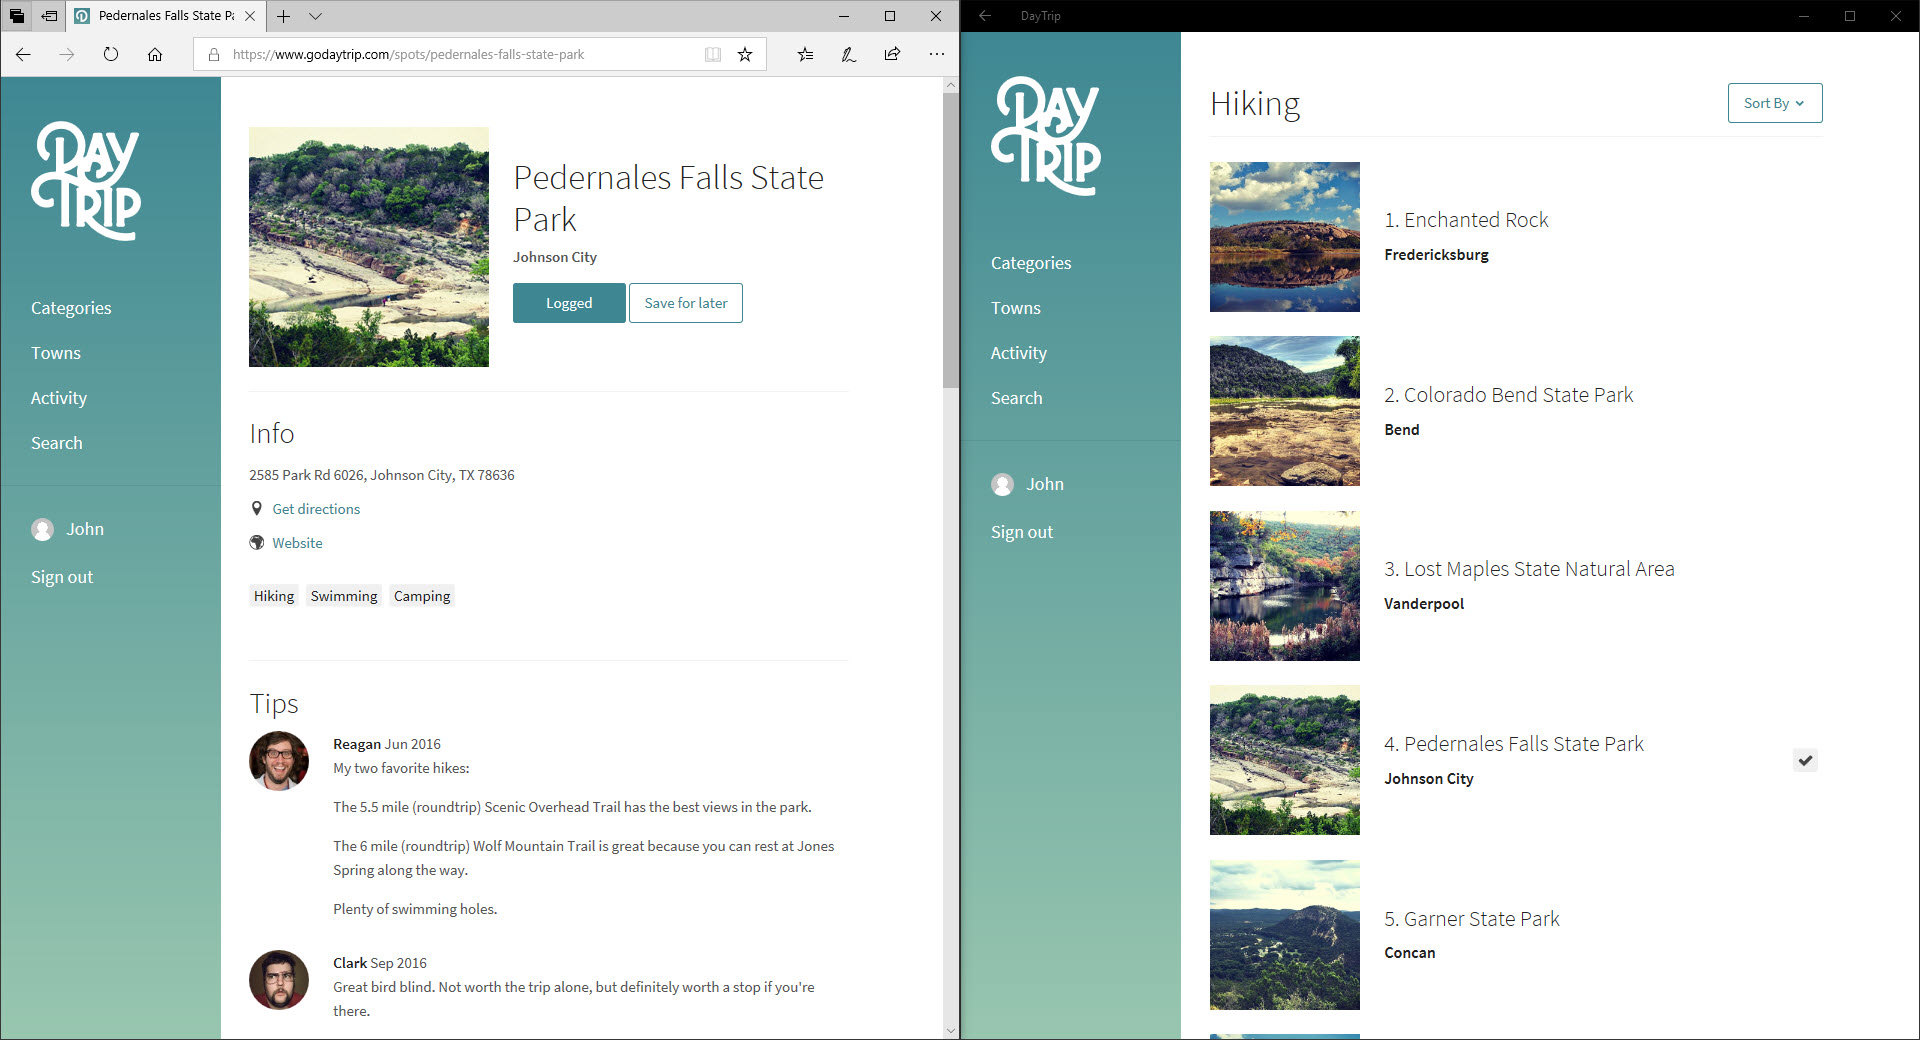 Pedernales Falls State Pa
https://www.godaytrip.com/spots/pedernales-falls-state-park
DAY
TRIP
Categories
Towns
Activity
Search
John
Sign out
Pedernales Falls State
Park
Johnson City
Logged
Save for later
Info
2585 Park Rd 6026, Johnson City, TX 78636
Get directions
Website
Hiking Swimming Camping
Tips
Reagan Jun 2016
My two favorite hikes:
The 5.5 mile (roundtrip) Scenic Overhead Trail has the best views in the park.
The 6 mile (roundtrip) Wolf Mountain Trail is great because you can rest at Jones
Spring along the way.
Plenty of swimming holes.
Clark Sep 2016
Great bird blind. Not worth the trip alone, but definitely worth a stop if you're
there.
DayTrip
DAY
TRIP
Categories
Towns
Activity
Search
John
Sign out
Hiking
Sort By
1. Enchanted Rock
Fredericksburg
2. Colorado Bend State Park
Bend
3. Lost Maples State Natural Area
Vanderpool
4. Pedernales Falls State Park
Johnson City
5. Garner State Park
Concan